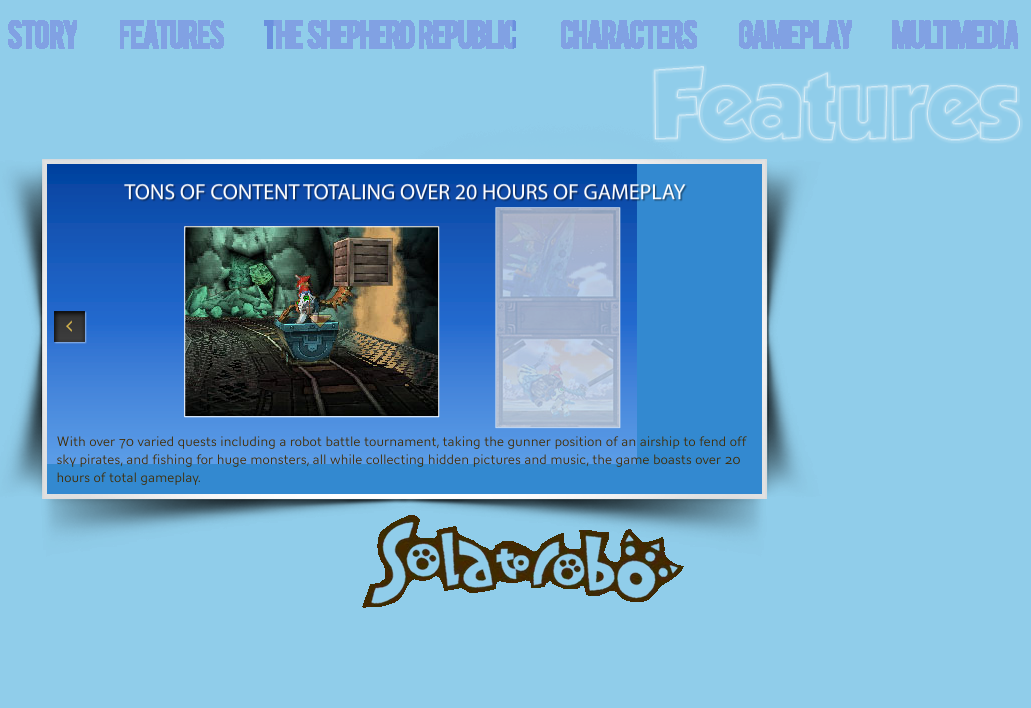 STORY FEATURES THE SHEPHERD REPUBLIC CHARACTERS GAMEPLAY MULTIMEDIA
Features
TONS OF CONTENT TOTALING OVER 20 HOURS OF GAMEPLAY
With over 70 varied quests including a robot battle tournament, taking the gunner position of an airship to fend off
sky pirates, and fishing for huge monsters, all while collecting hidden pictures and music, the game boasts over 20
hours of total gameplay.
Solatorobo